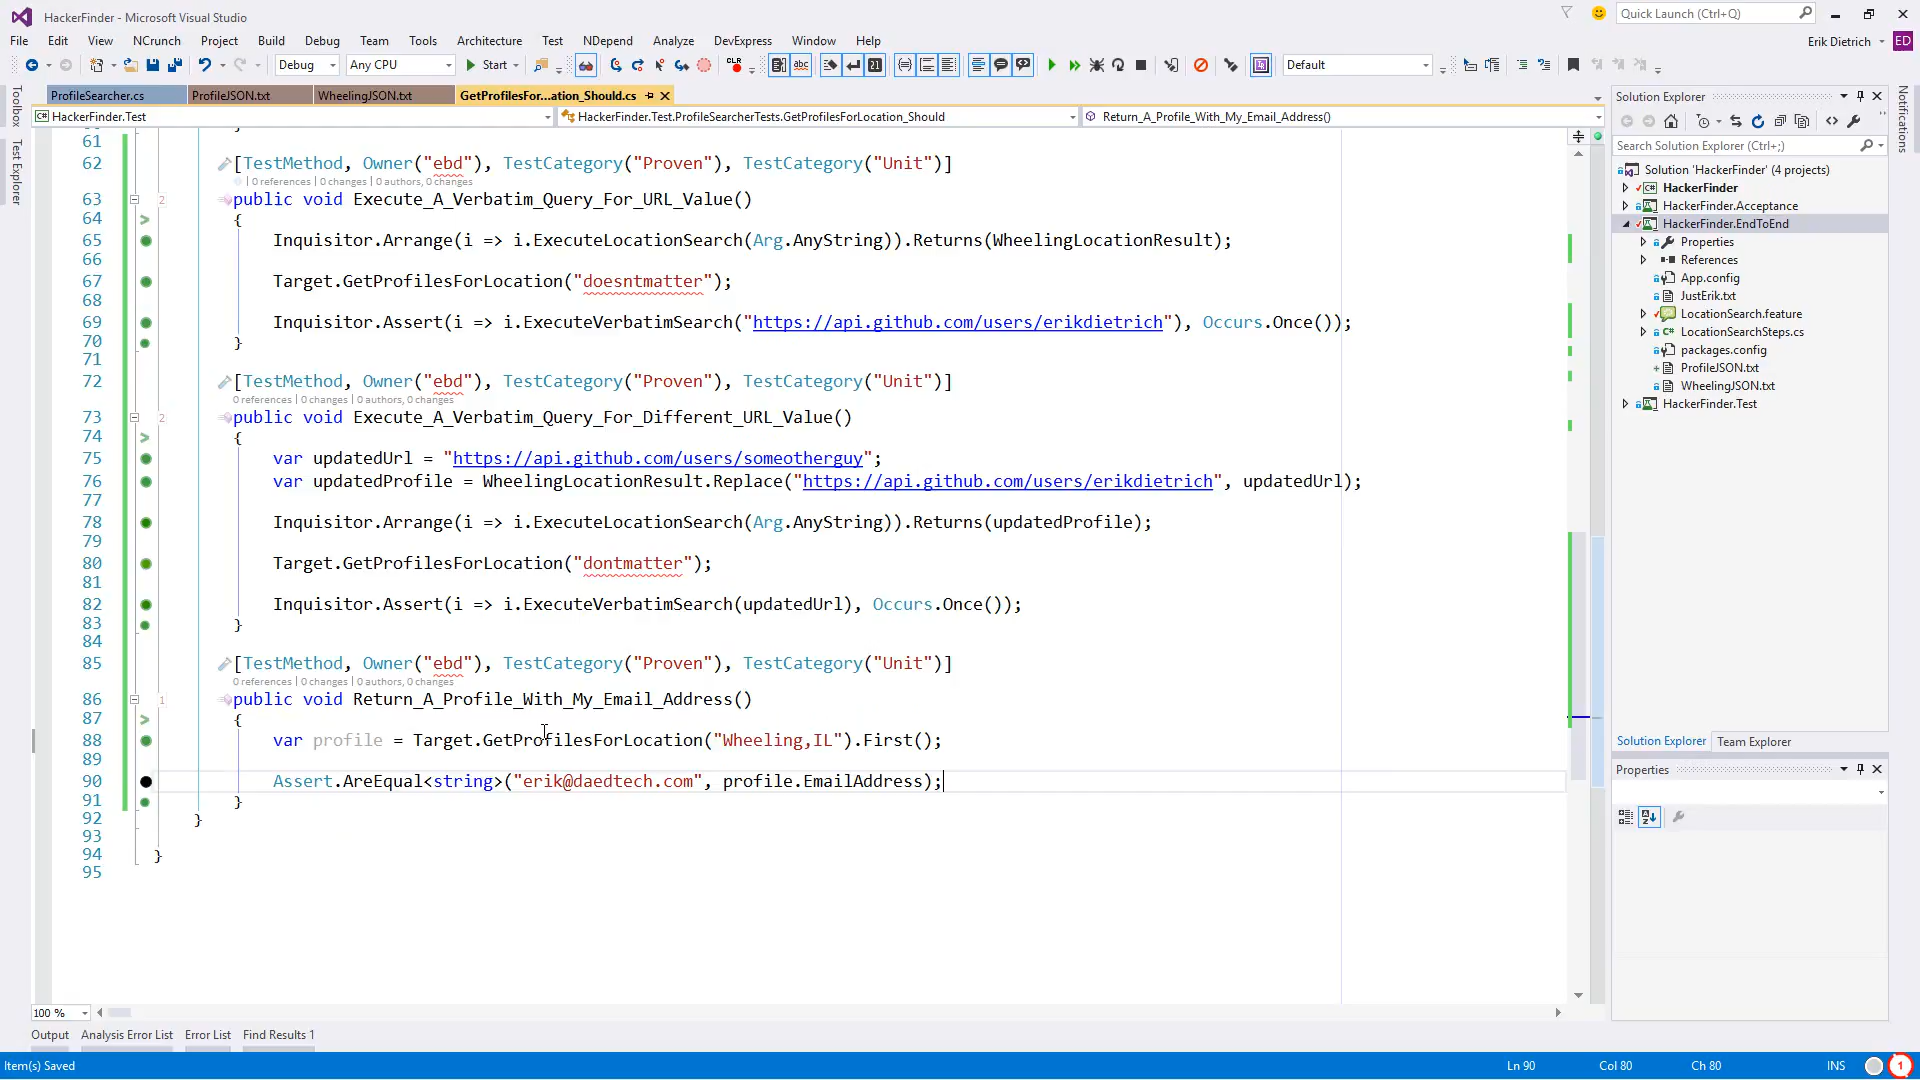 HackerFinder - Microsoft Visual Studio
Quick Launch (Ctrl+Q)
File Edit View NCrunch Project Build Debug Team Tools Architecture Test NDepend Analyze DevExpress Window Help
Erik Dietrich ED
Debug Any CPU Start CLR abc 21 Default
ProfileSearcher.cs ProfileJSON.txt WheelingJSON.txt GetProfilesFor...ation_Should.cs
HackerFinder.Test HackerFinder.Test.ProfileSearcherTests.GetProfilesForLocation_Should Return_A_Profile_With_My_Email_Address()
Toolbox
Test Explorer
61
62 [TestMethod, Owner("ebd"), TestCategory("Proven"), TestCategory("Unit")]
0 references | 0 changes | 0 authors, 0 changes
63 2 public void Execute_A_Verbatim_Query_For_URL_Value()
64 {
65 Inquisitor.Arrange(i => i.ExecuteLocationSearch(Arg.AnyString)).Returns(WheelingLocationResult);
66
67 Target.GetProfilesForLocation("doesntmatter");
68
69 Inquisitor.Assert(i => i.ExecuteVerbatimSearch("https://api.github.com/users/erikdietrich"), Occurs.Once());
70 }
71
72 [TestMethod, Owner("ebd"), TestCategory("Proven"), TestCategory("Unit")]
0 references | 0 changes | 0 authors, 0 changes
73 2 public void Execute_A_Verbatim_Query_For_Different_URL_Value()
74 {
75 var updatedUrl = "https://api.github.com/users/someotherguy";
76 var updatedProfile = WheelingLocationResult.Replace("https://api.github.com/users/erikdietrich", updatedUrl);
77
78 Inquisitor.Arrange(i => i.ExecuteLocationSearch(Arg.AnyString)).Returns(updatedProfile);
79
80 Target.GetProfilesForLocation("dontmatter");
81
82 Inquisitor.Assert(i => i.ExecuteVerbatimSearch(updatedUrl), Occurs.Once());
83 }
84
85 [TestMethod, Owner("ebd"), TestCategory("Proven"), TestCategory("Unit")]
0 references | 0 changes | 0 authors, 0 changes
86 1 public void Return_A_Profile_With_My_Email_Address()
87 {
88 var profile = Target.GetProfilesForLocation("Wheeling,IL").First();
89
90 Assert.AreEqual<string>("erik@daedtech.com", profile.EmailAddress);
91 }
92 }
93
94 }
95
100 %
Output Analysis Error List Error List Find Results 1
Item(s) Saved Ln 90 Col 80 Ch 80 INS 1
Solution Explorer
Search Solution Explorer (Ctrl+;)
Solution 'HackerFinder' (4 projects)
HackerFinder
HackerFinder.Acceptance
HackerFinder.EndToEnd
Properties
References
App.config
JustErik.txt
LocationSearch.feature
LocationSearchSteps.cs
packages.config
ProfileJSON.txt
WheelingJSON.txt
HackerFinder.Test
Solution Explorer Team Explorer
Properties
Notifications